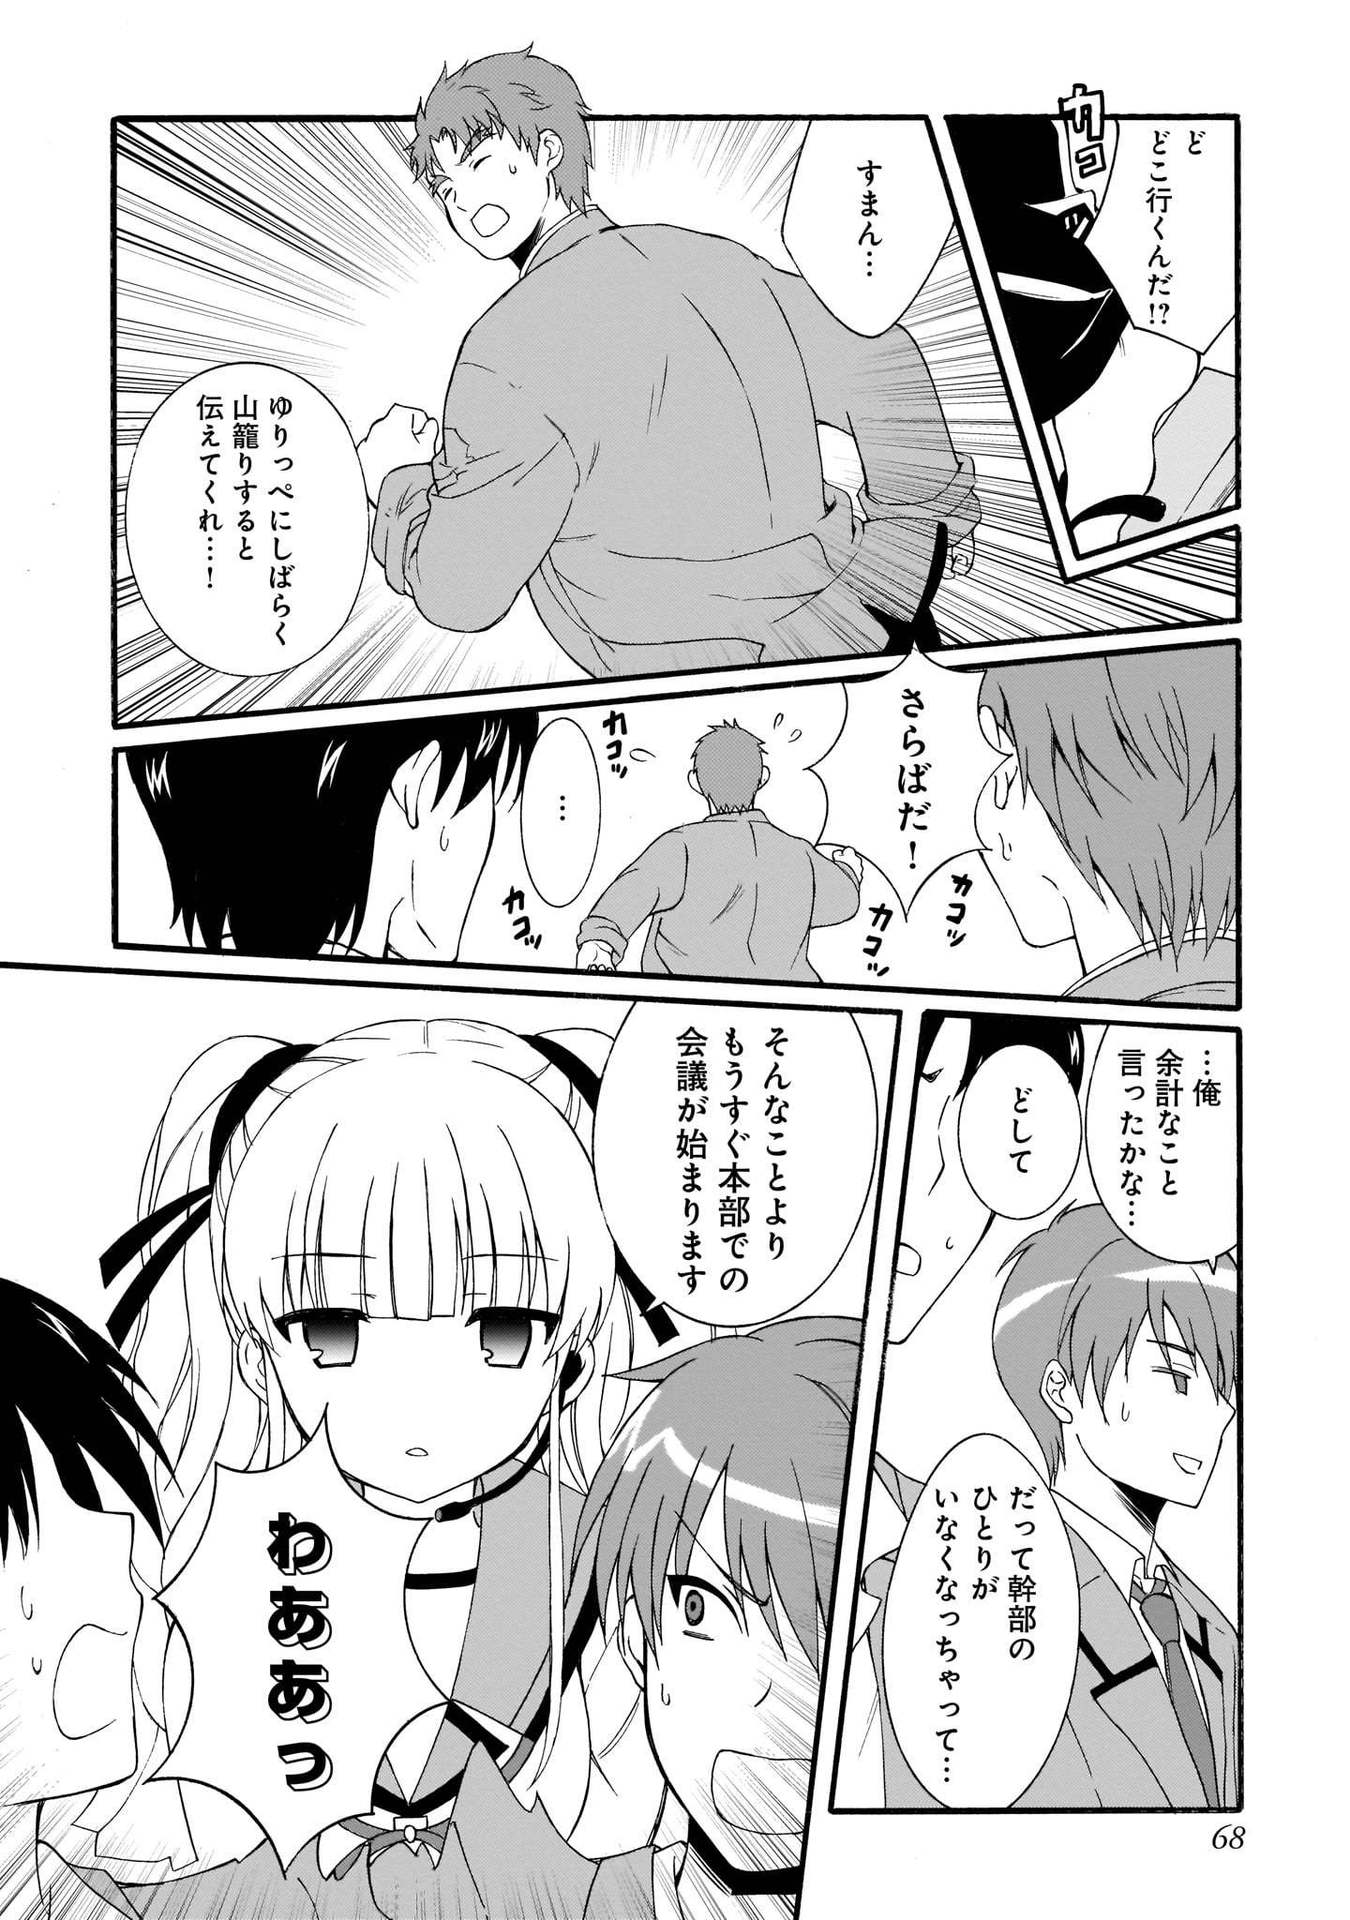 ど
どこ行くんだ!?
カコッ
すまん…
ゆりっぺにしばらく
山籠りすると
伝えてくれ…!
さらばだ!
カコッ
カコッ
カコッ
カコッ
…
…俺
余計なこと
言ったかな…
どして
だって幹部の
ひとりが
いなくなっちゃって…
そんなことより
もうすぐ本部での
会議が始まります
わああっ
68